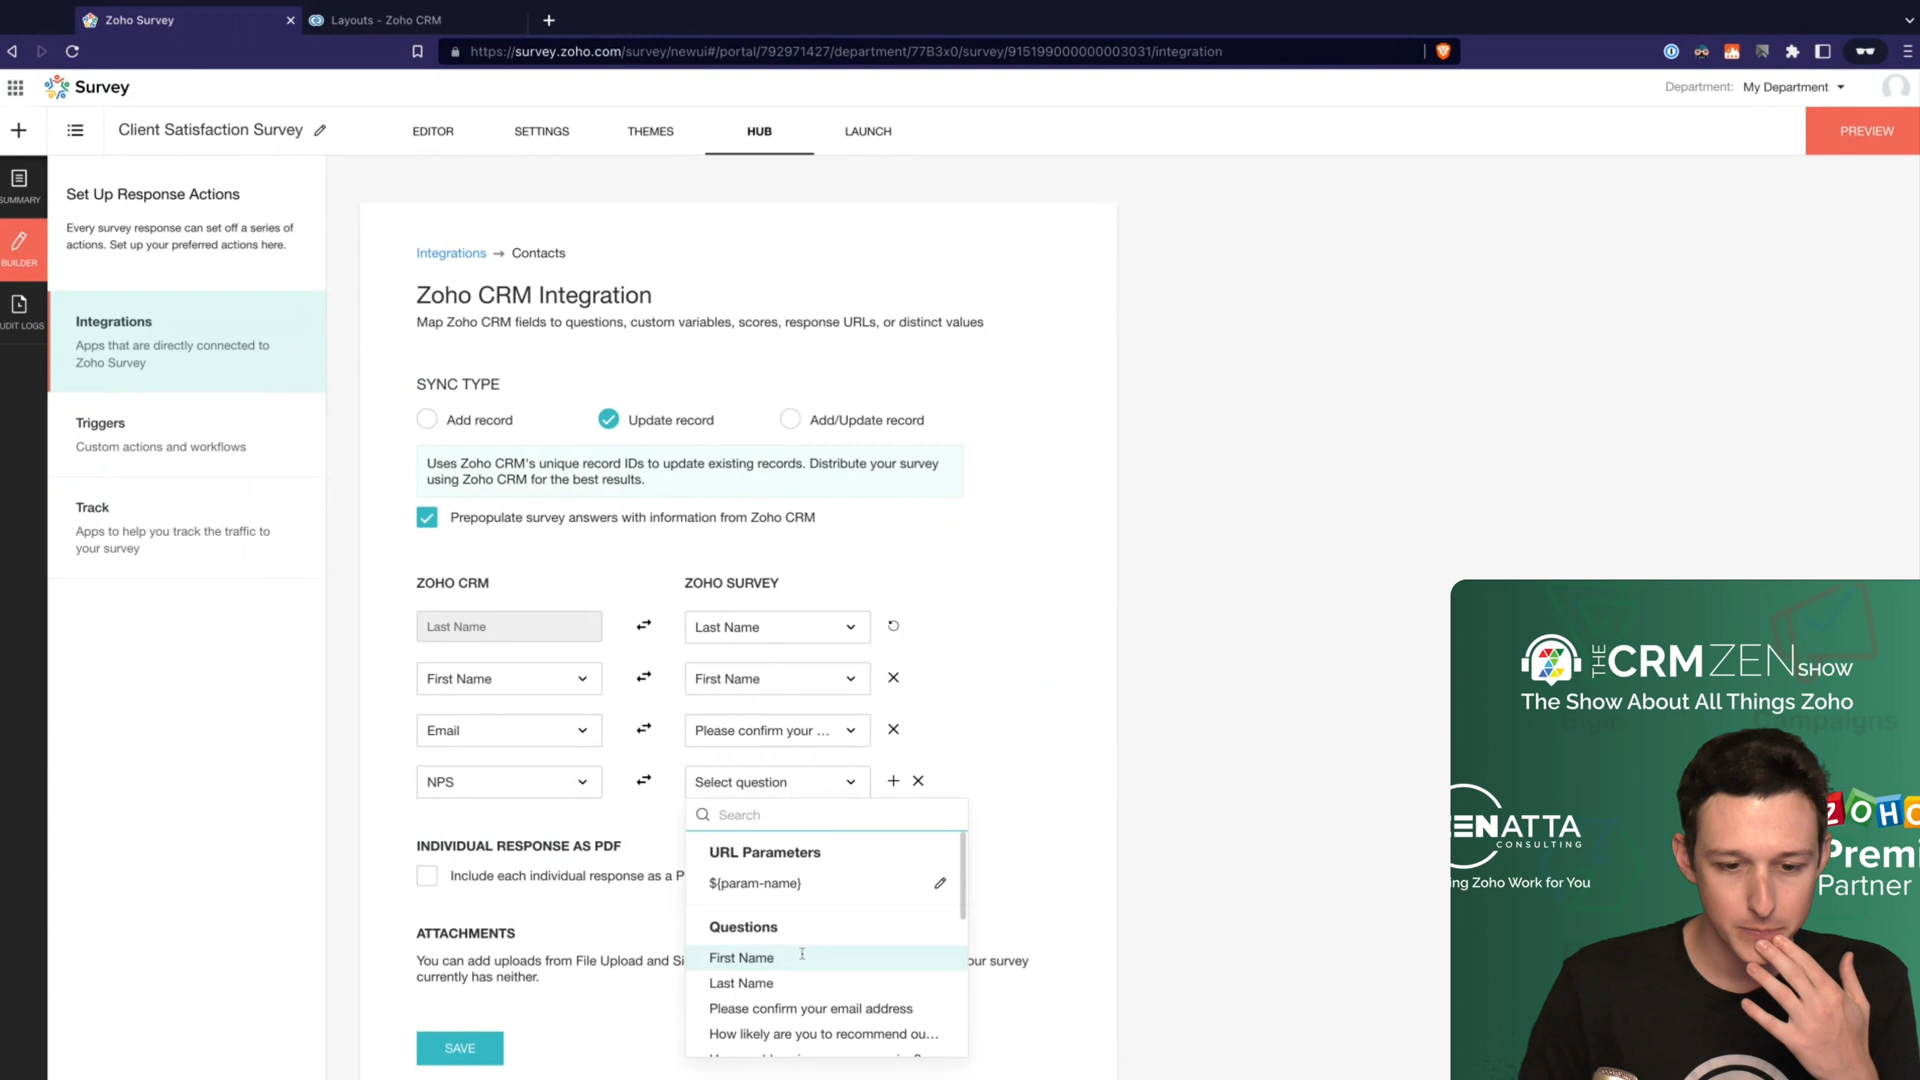 Zoho Survey
Layouts - Zoho CRM
https://survey.zoho.com/survey/newui#/portal/792971427/department/77B3x0/survey/915199000000003031/integration
Survey
Department: My Department
Client Satisfaction Survey
EDITOR
SETTINGS
THEMES
HUB
LAUNCH
PREVIEW
SUMMARY
BUILDER
UDIT LOGS
Set Up Response Actions
Every survey response can set off a series of
actions. Set up your preferred actions here.
Integrations
Apps that are directly connected to
Zoho Survey
Triggers
Custom actions and workflows
Track
Apps to help you track the traffic to
your survey
Integrations → Contacts
Zoho CRM Integration
Map Zoho CRM fields to questions, custom variables, scores, response URLs, or distinct values
SYNC TYPE
Add record
Update record
Add/Update record
Uses Zoho CRM's unique record IDs to update existing records. Distribute your survey
using Zoho CRM for the best results.
Prepopulate survey answers with information from Zoho CRM
ZOHO CRM
ZOHO SURVEY
Last Name
Last Name
First Name
First Name
Email
Please confirm your ...
NPS
Select question
Search
URL Parameters
${param-name}
Questions
First Name
Last Name
Please confirm your email address
How likely are you to recommend ou...
INDIVIDUAL RESPONSE AS PDF
Include each individual response as a P
ATTACHMENTS
You can add uploads from File Upload and Si
our survey
currently has neither.
SAVE
THE CRMZEN SHOW
The Show About All Things Zoho
Bigin
Campaigns
ZENATTA
CONSULTING
ng Zoho Work for You
ZOHO
Premi
Partner